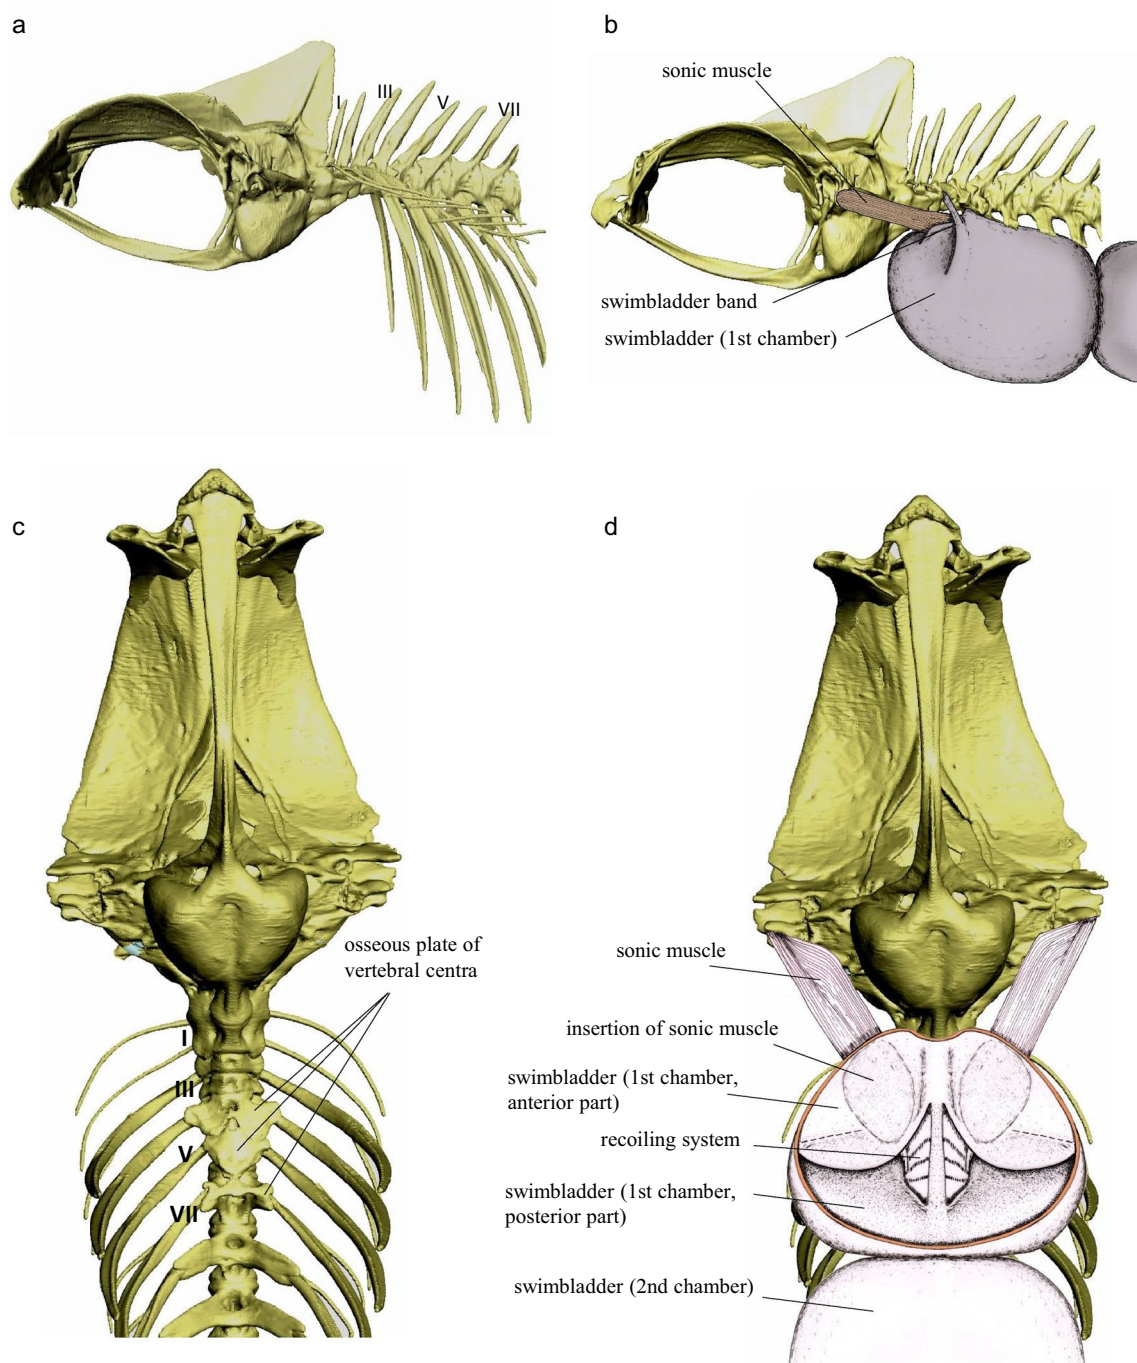 a
I
III
V
VII
b
sonic muscle
swimbladder band
swimbladder (1st chamber)
c
osseous plate of
vertebral centra
I
III
V
VII
d
sonic muscle
insertion of sonic muscle
swimbladder (1st chamber,
anterior part)
recoiling system
swimbladder (1st chamber,
posterior part)
swimbladder (2nd chamber)